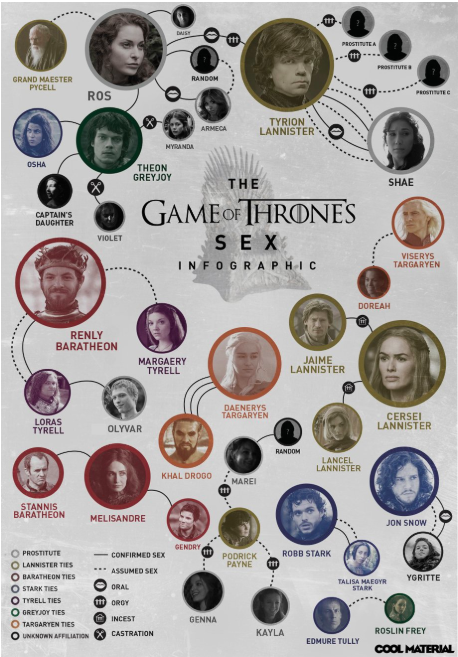 DAISY
PROSTITUTE A
PROSTITUTE B
PROSTITUTE C
GRAND MAESTER
PYCELL
RANDOM
ROS
ARMECA
MYRANDA
TYRION
LANNISTER
OSHA
THEON
GREYJOY
SHAE
CAPTAIN'S
DAUGHTER
VIOLET
THE
GAME OF THRONES
SEX
INFOGRAPHIC
VISERYS
TARGARYEN
DOREAH
RENLY
BARATHEON
MARGAERY
TYRELL
JAIME
LANNISTER
LORAS
TYRELL
OLYVAR
DAENERYS
TARGARYEN
CERSEI
LANNISTER
KHAL DROGO
RANDOM
LANCEL
LANNISTER
MAREI
STANNIS
BARATHEON
MELISANDRE
GENDRY
PODRICK
PAYNE
ROBB STARK
JON SNOW
TALISA MAEGYR
STARK
YGRITTE
GENNA
KAYLA
EDMURE TULLY
ROSLIN FREY
PROSTITUTE
LANNISTER TIES
BARATHEON TIES
STARK TIES
TYRELL TIES
GREYJOY TIES
TARGARYEN TIES
UNKNOWN AFFILIATION
CONFIRMED SEX
ASSUMED SEX
ORAL
ORGY
INCEST
CASTRATION
COOL MATERIAL